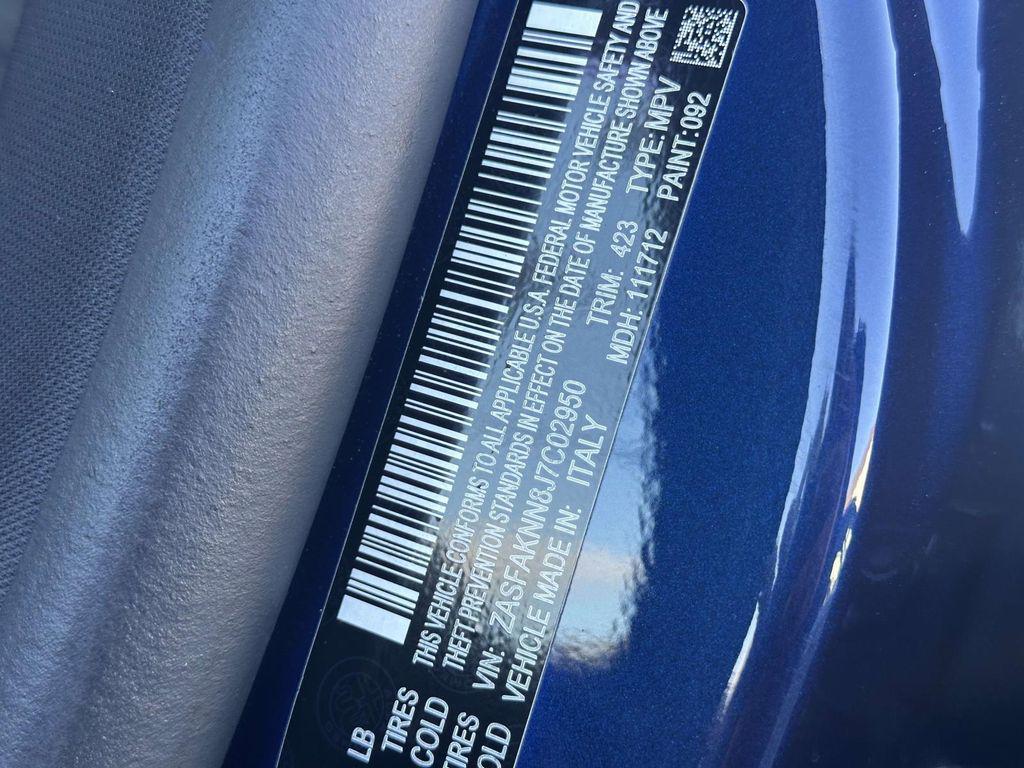 LB
TIRES
COLD
TIRES
COLD
THIS VEHICLE CONFORMS TO ALL APPLICABLE U.S.A. FEDERAL MOTOR VEHICLE SAFETY AND
THEFT PREVENTION STANDARDS IN EFFECT ON THE DATE OF MANUFACTURE SHOWN ABOVE
VIN: ZASFAKNN8J7C02950 TRIM: 423 TYPE: MPV
VEHICLE MADE IN: ITALY MDH: 111712 PAINT: 092